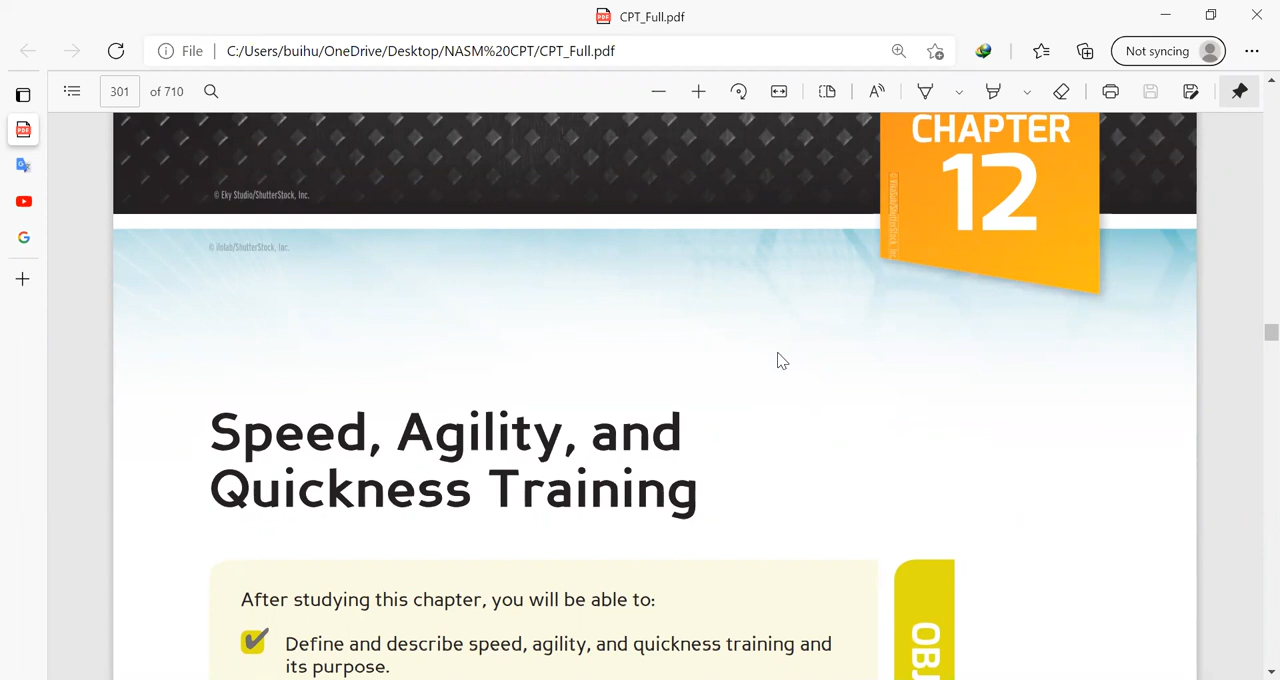 CPT_Full.pdf
File
C:/Users/buihu/OneDrive/Desktop/NASM%20CPT/CPT_Full.pdf
Not syncing
301 of 710
CHAPTER
12
© Eky Studio/ShutterStock, Inc.
Speed, Agility, and
Quickness Training
After studying this chapter, you will be able to:
Define and describe speed, agility, and quickness training and
its purpose.